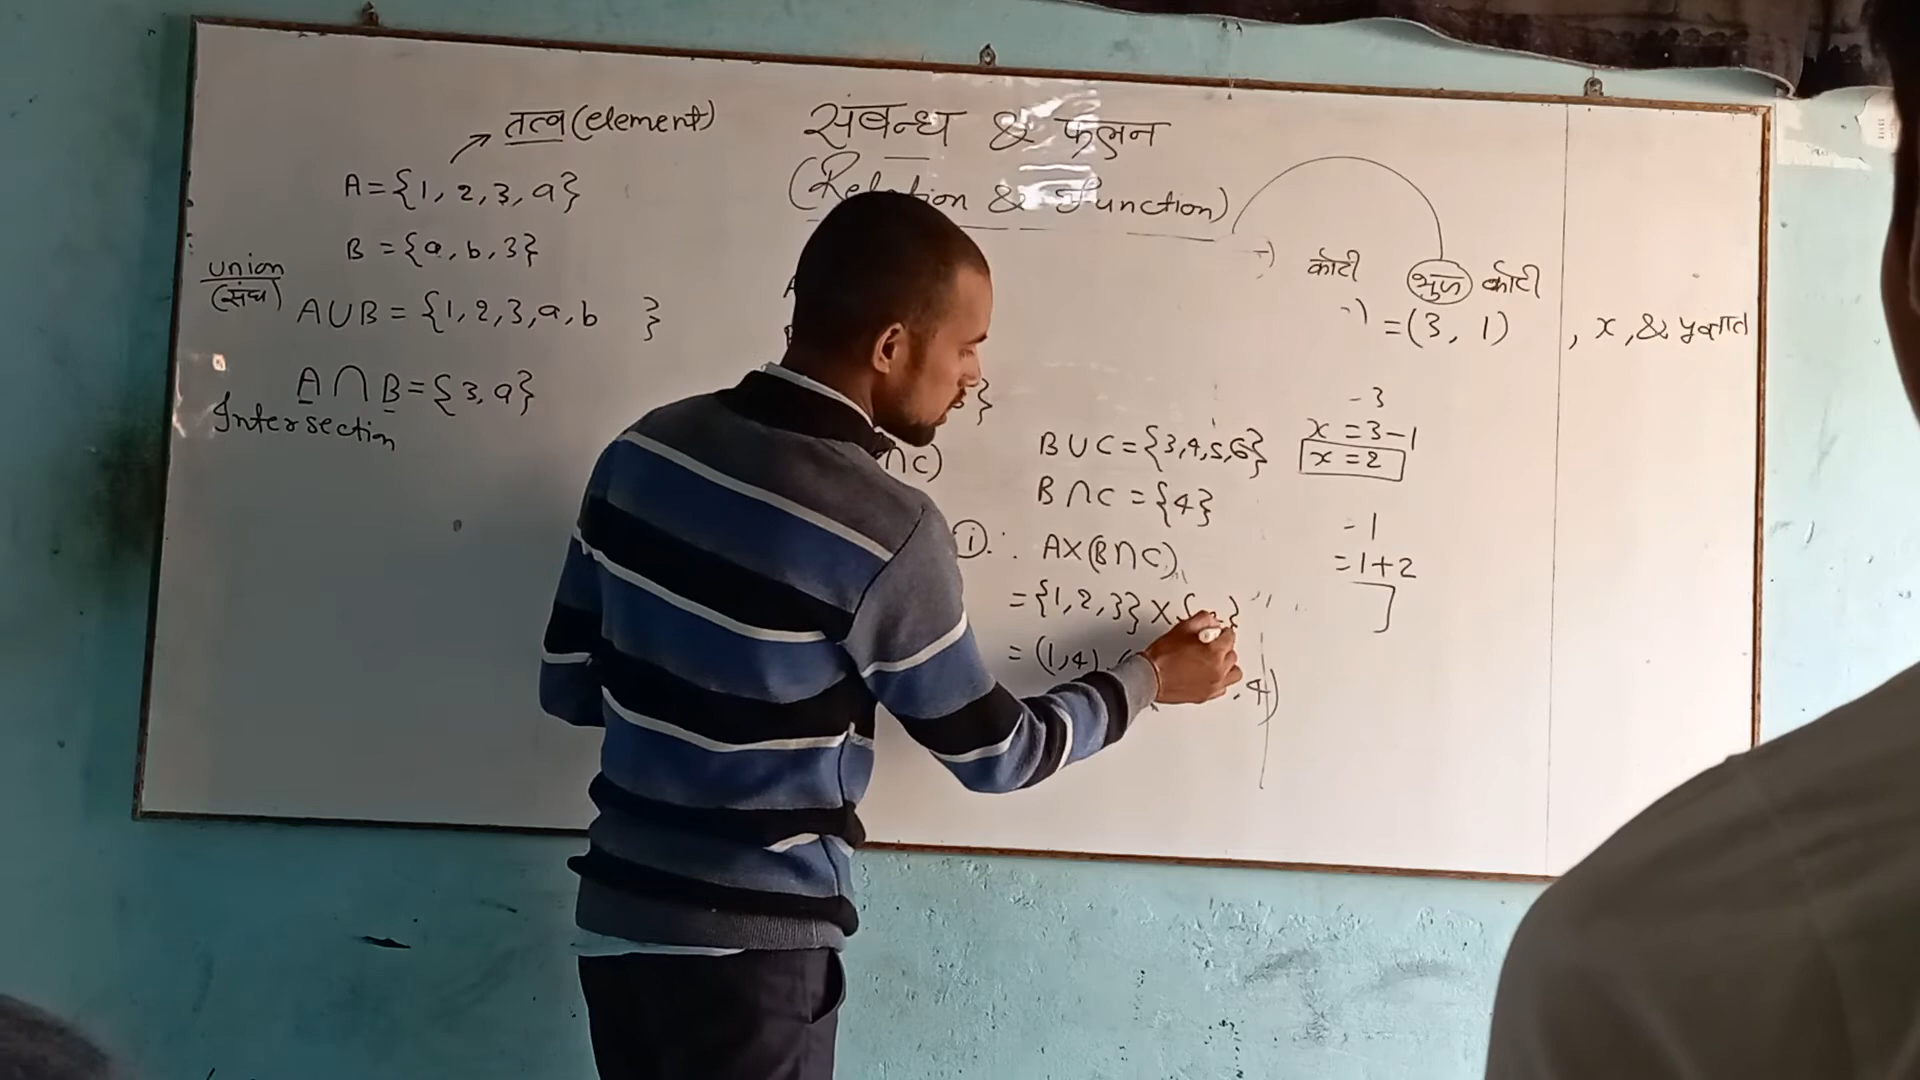 तत्व (element)
A = {1, 2, 3, a}
B = {a, b, 3}
union
(संघ)
A∪B = {1, 2, 3, a, b }
A∩B = {3, a}
Intersection
संबन्ध & फलन
(Relation & Function)
∩C)
B∪C = {3,4,5,6}
B∩C = {4}
(i). A×(B∩C)
= {1, 2, 3} ×
= (1,4)
, 4)
कोटी भुज कोटी
= (3, 1) , x, &
- 3
x = 3-1
x = 2
- 1
= 1+2